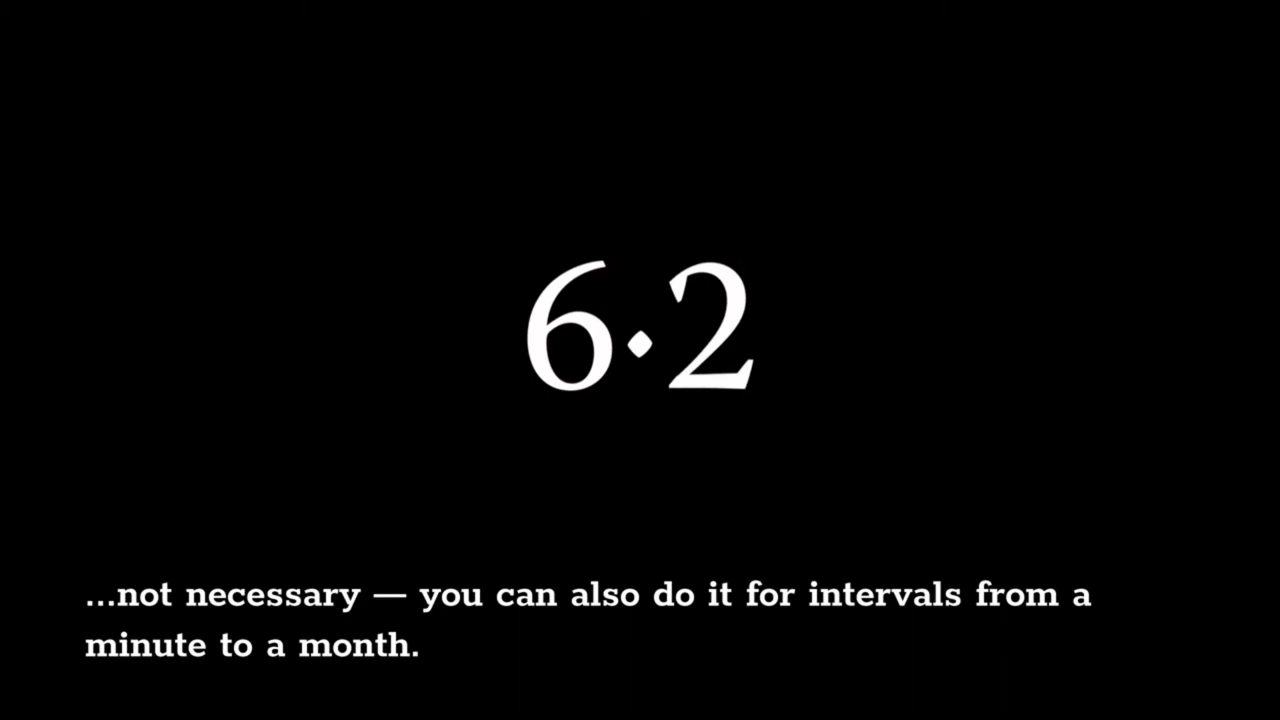 6·2
...not necessary — you can also do it for intervals from a
minute to a month.